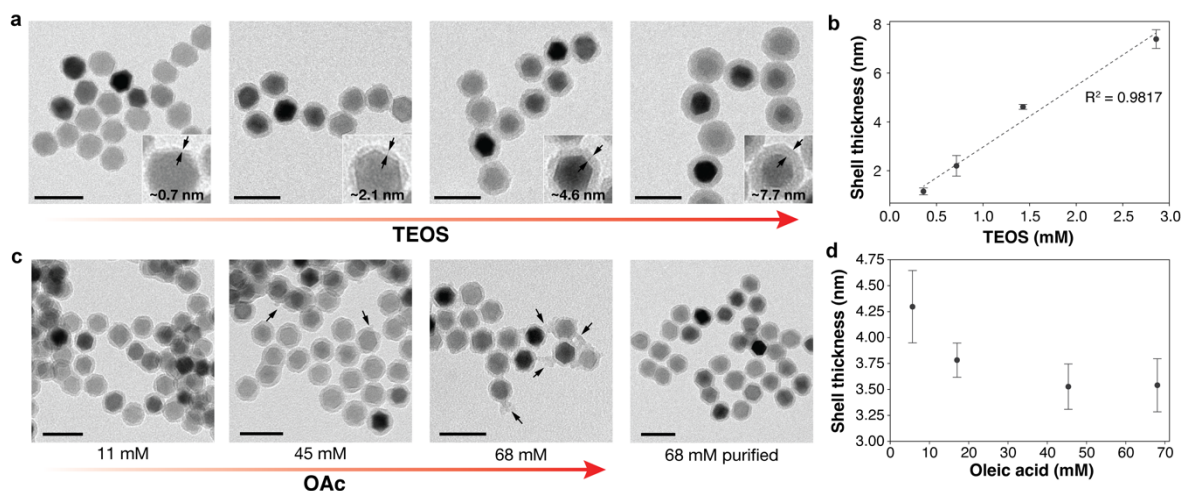 a
~0.7 nm
~2.1 nm
~4.6 nm
~7.7 nm
TEOS
b
Shell thickness (nm)
8
6
4
2
R² = 0.9817
0.0 0.5 1.0 1.5 2.0 2.5 3.0
TEOS (mM)
c
11 mM
45 mM
68 mM
68 mM purified
OAc
d
Shell thickness (nm)
4.75
4.50
4.25
4.00
3.75
3.50
3.25
3.00
0 10 20 30 40 50 60 70
Oleic acid (mM)